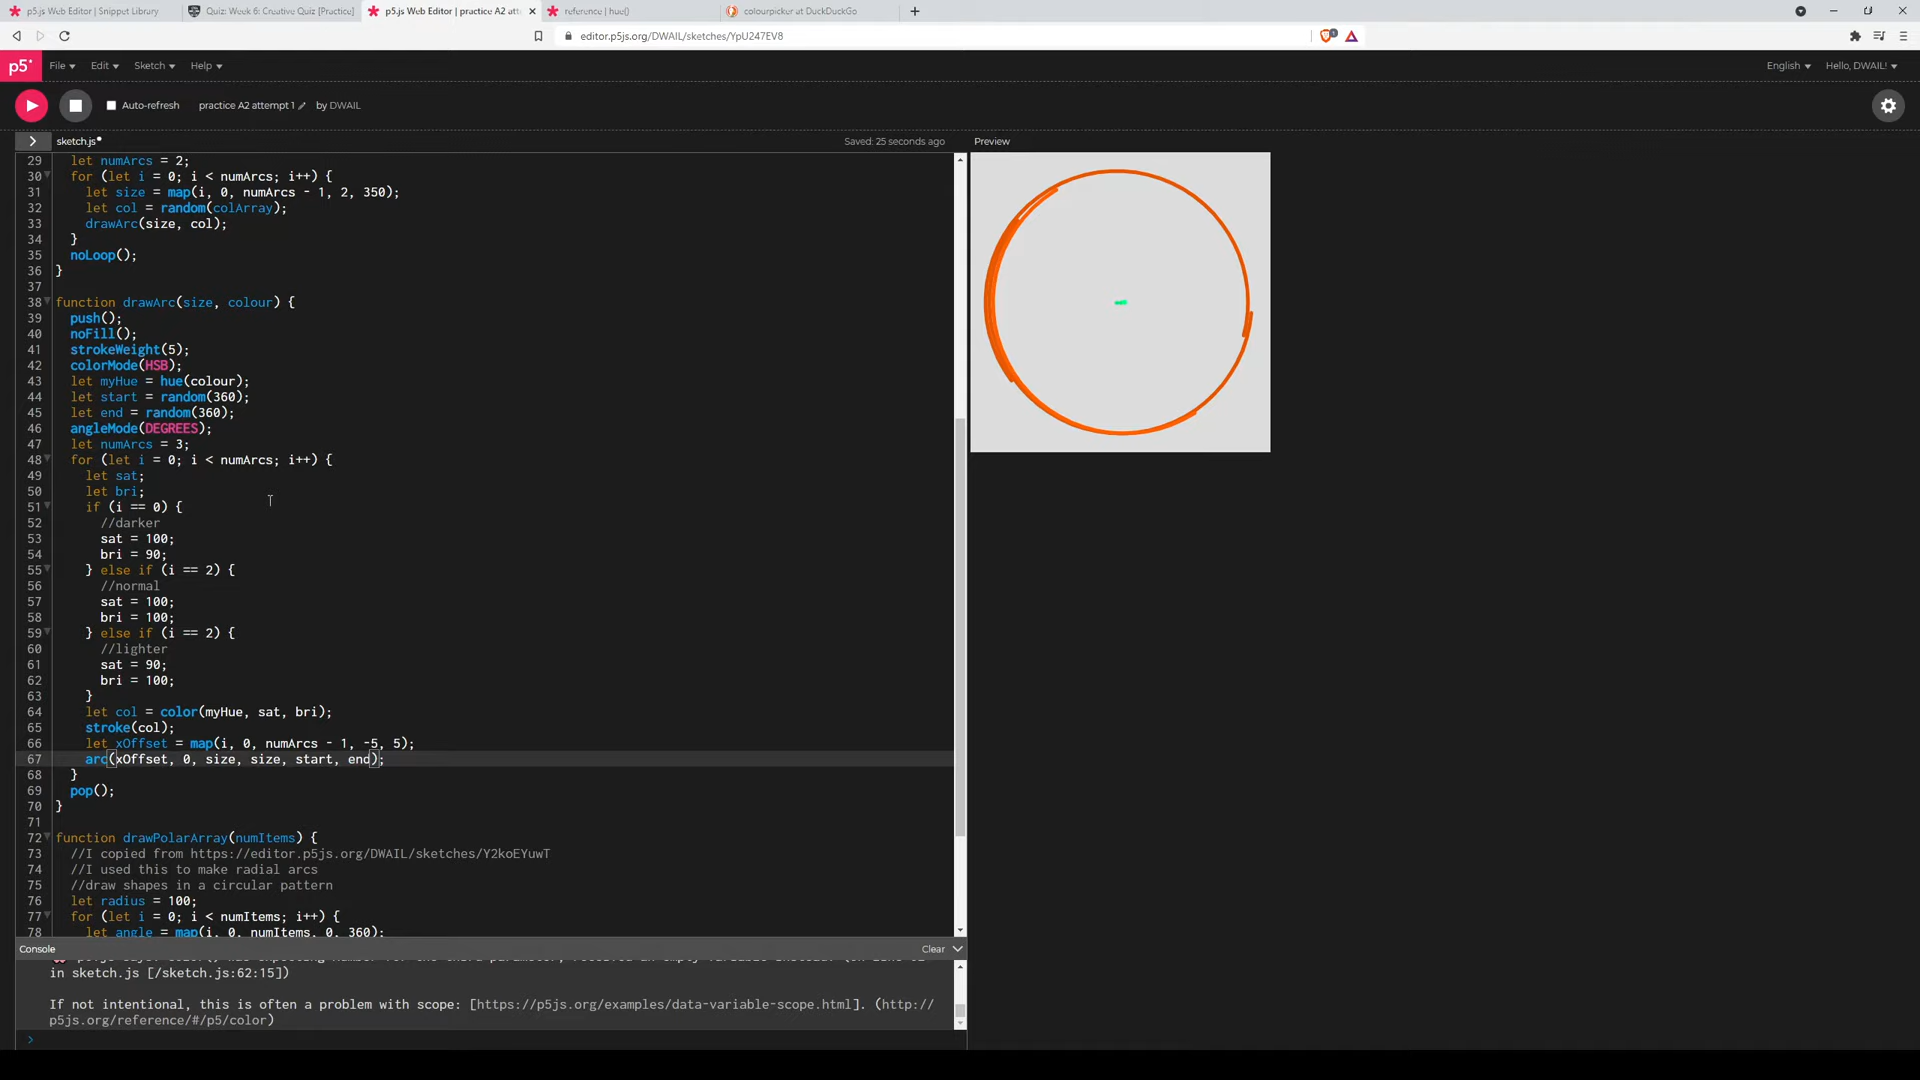 p5.js Web Editor | Snippet Library
Quiz: Week 6: Creative Quiz [Practice]
p5.js Web Editor | practice A2 att
reference | hue()
colourpicker at DuckDuckGo
editor.p5js.org/DWAIL/sketches/YpU247EV8
p5* File Edit Sketch Help English Hello, DWAIL!
Auto-refresh practice A2 attempt 1 by DWAIL
sketch.js Saved: 25 seconds ago Preview
29 let numArcs = 2;
30 for (let i = 0; i < numArcs; i++) {
31 let size = map(i, 0, numArcs - 1, 2, 350);
32 let col = random(colArray);
33 drawArc(size, col);
34 }
35 noLoop();
36 }
37
38 function drawArc(size, colour) {
39 push();
40 noFill();
41 strokeWeight(5);
42 colorMode(HSB);
43 let myHue = hue(colour);
44 let start = random(360);
45 let end = random(360);
46 angleMode(DEGREES);
47 let numArcs = 3;
48 for (let i = 0; i < numArcs; i++) {
49 let sat;
50 let bri;
51 if (i == 0) {
52 //darker
53 sat = 100;
54 bri = 90;
55 } else if (i == 2) {
56 //normal
57 sat = 100;
58 bri = 100;
59 } else if (i == 2) {
60 //lighter
61 sat = 90;
62 bri = 100;
63 }
64 let col = color(myHue, sat, bri);
65 stroke(col);
66 let xOffset = map(i, 0, numArcs - 1, -5, 5);
67 arc(xOffset, 0, size, size, start, end);
68 }
69 pop();
70 }
71
72 function drawPolarArray(numItems) {
73 //I copied from https://editor.p5js.org/DWAIL/sketches/Y2koEYuwT
74 //I used this to make radial arcs
75 //draw shapes in a circular pattern
76 let radius = 100;
77 for (let i = 0; i < numItems; i++) {
78 let angle = map(i, 0, numItems, 0, 360);
Console Clear
in sketch.js [/sketch.js:62:15])
If not intentional, this is often a problem with scope: [https://p5js.org/examples/data-variable-scope.html]. (http://
p5js.org/reference/#/p5/color)
>